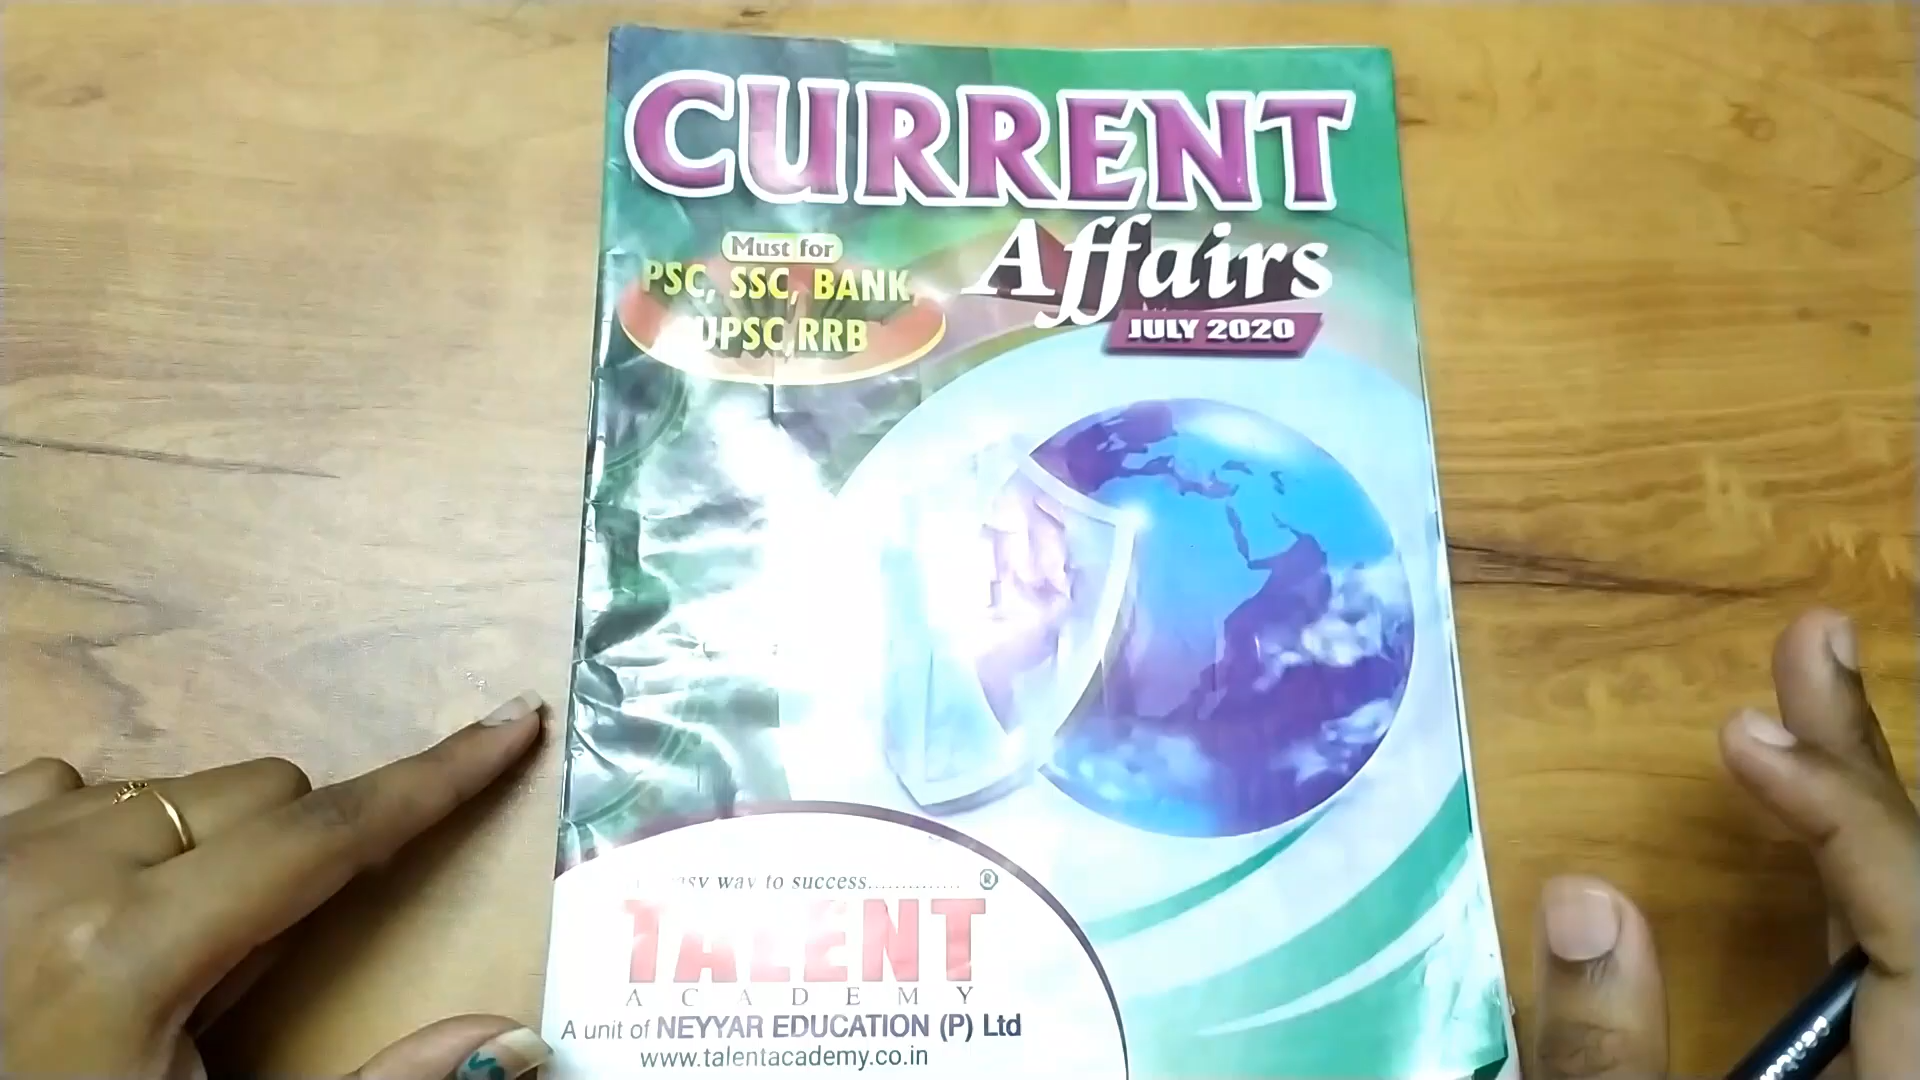 CURRENT
Affairs
JULY 2020
Must for
PSC, SSC, BANK,
UPSC, RRB
way to success..............
®
TALENT
ACADEMY
A unit of NEYYAR EDUCATION (P) Ltd
www.talentacademy.co.in